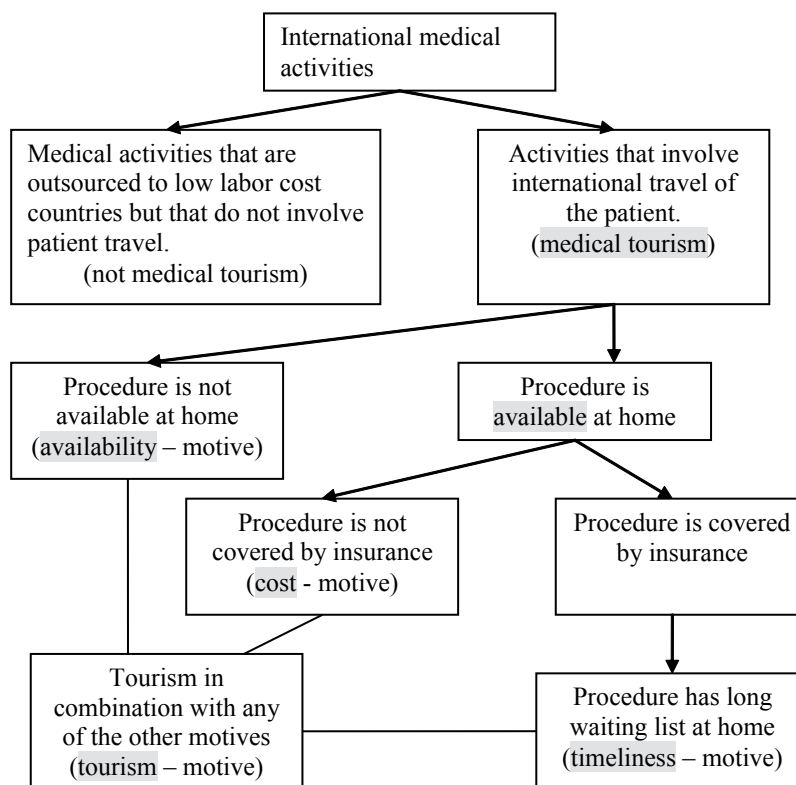 International medical
activities
Medical activities that are
outsourced to low labor cost
countries but that do not involve
patient travel.
(not medical tourism)
Activities that involve
international travel of
the patient.
(medical tourism)
Procedure is not
available at home
(availability – motive)
Procedure is
available at home
Procedure is not
covered by insurance
(cost - motive)
Procedure is covered
by insurance
Tourism in
combination with any
of the other motives
(tourism – motive)
Procedure has long
waiting list at home
(timeliness – motive)